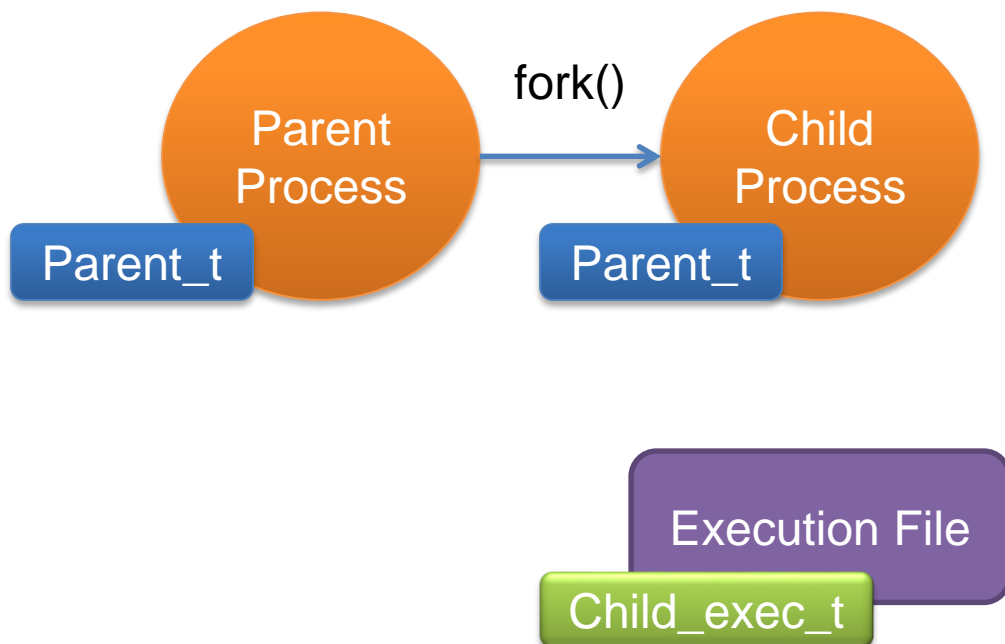 fork()
Parent
Process
Child
Process
Parent_t
Parent_t
Execution File
Child_exec_t